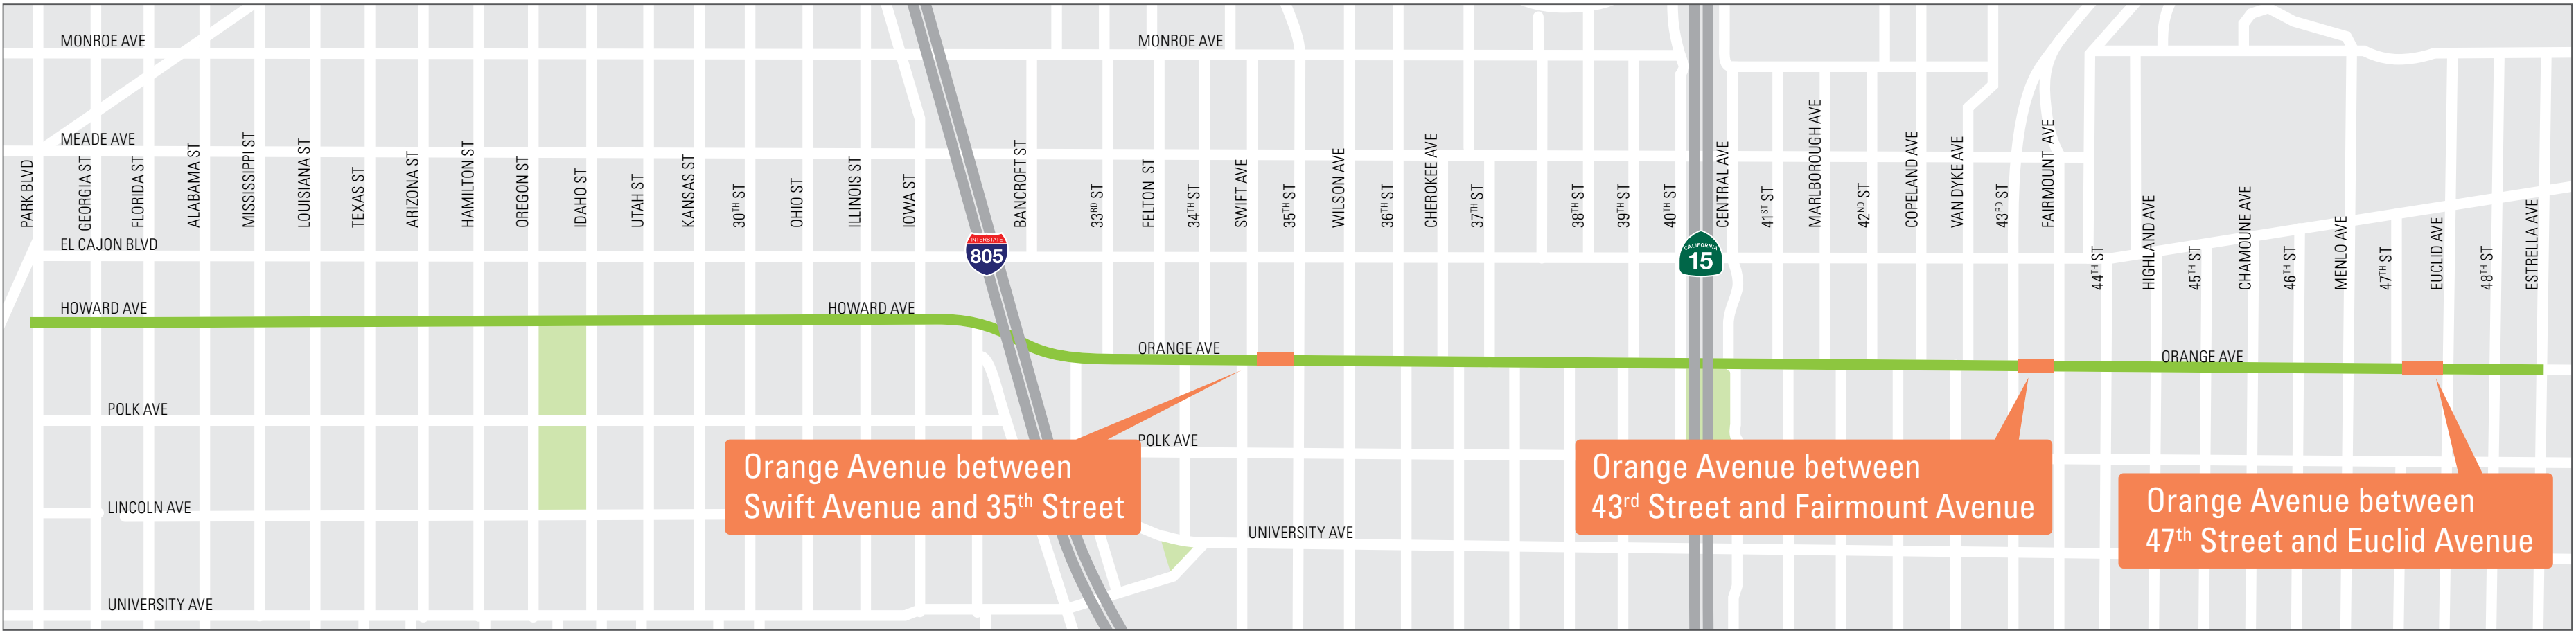 MONROE AVE
MONROE AVE
MEADE AVE
PARK BLVD
GEORGIA ST
FLORIDA ST
ALABAMA ST
MISSISSIPPI ST
LOUISIANA ST
TEXAS ST
ARIZONA ST
HAMILTON ST
OREGON ST
IDAHO ST
UTAH ST
KANSAS ST
30TH ST
OHIO ST
ILLINOIS ST
IOWA ST
BANCROFT ST
33RD ST
FELTON ST
34TH ST
SWIFT AVE
35TH ST
WILSON AVE
36TH ST
CHEROKEE AVE
37TH ST
38TH ST
39TH ST
40TH ST
CENTRAL AVE
41ST ST
MARLBOROUGH AVE
42ND ST
COPELAND AVE
VAN DYKE AVE
43RD ST
FAIRMOUNT AVE
44TH ST
HIGHLAND AVE
45TH ST
CHAMOUNE AVE
46TH ST
MENLO AVE
47TH ST
EUCLID AVE
48TH ST
ESTRELLA AVE
EL CAJON BLVD
INTERSTATE
805
CALIFORNIA
15
HOWARD AVE
HOWARD AVE
ORANGE AVE
ORANGE AVE
POLK AVE
POLK AVE
Orange Avenue between
Swift Avenue and 35th Street
Orange Avenue between
43rd Street and Fairmount Avenue
Orange Avenue between
47th Street and Euclid Avenue
LINCOLN AVE
UNIVERSITY AVE
UNIVERSITY AVE